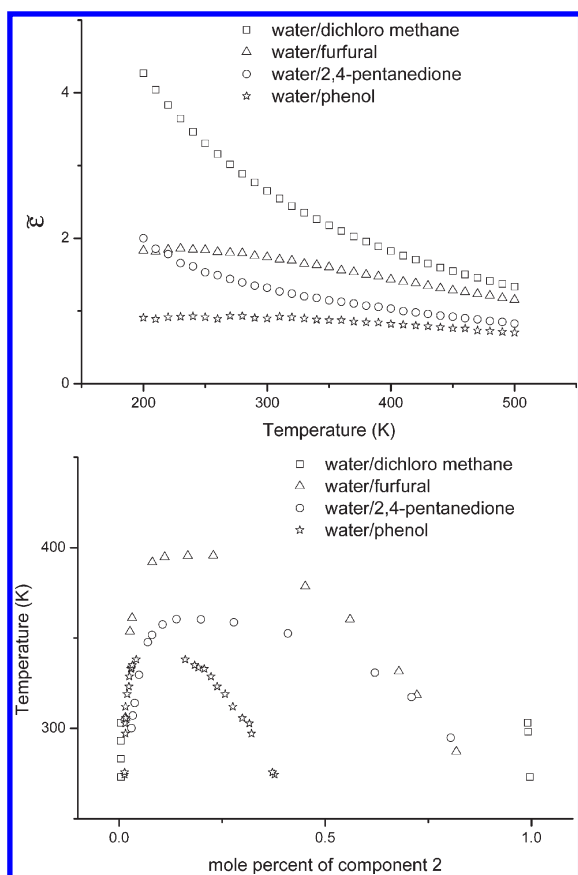 water/dichloro methane
water/furfural
water/2,4-pentanedione
water/phenol
4
2
0
ε̃
200
300
400
500
Temperature (K)
water/dichloro methane
water/furfural
water/2,4-pentanedione
water/phenol
400
300
Temperature (K)
0.0
0.5
1.0
mole percent of component 2